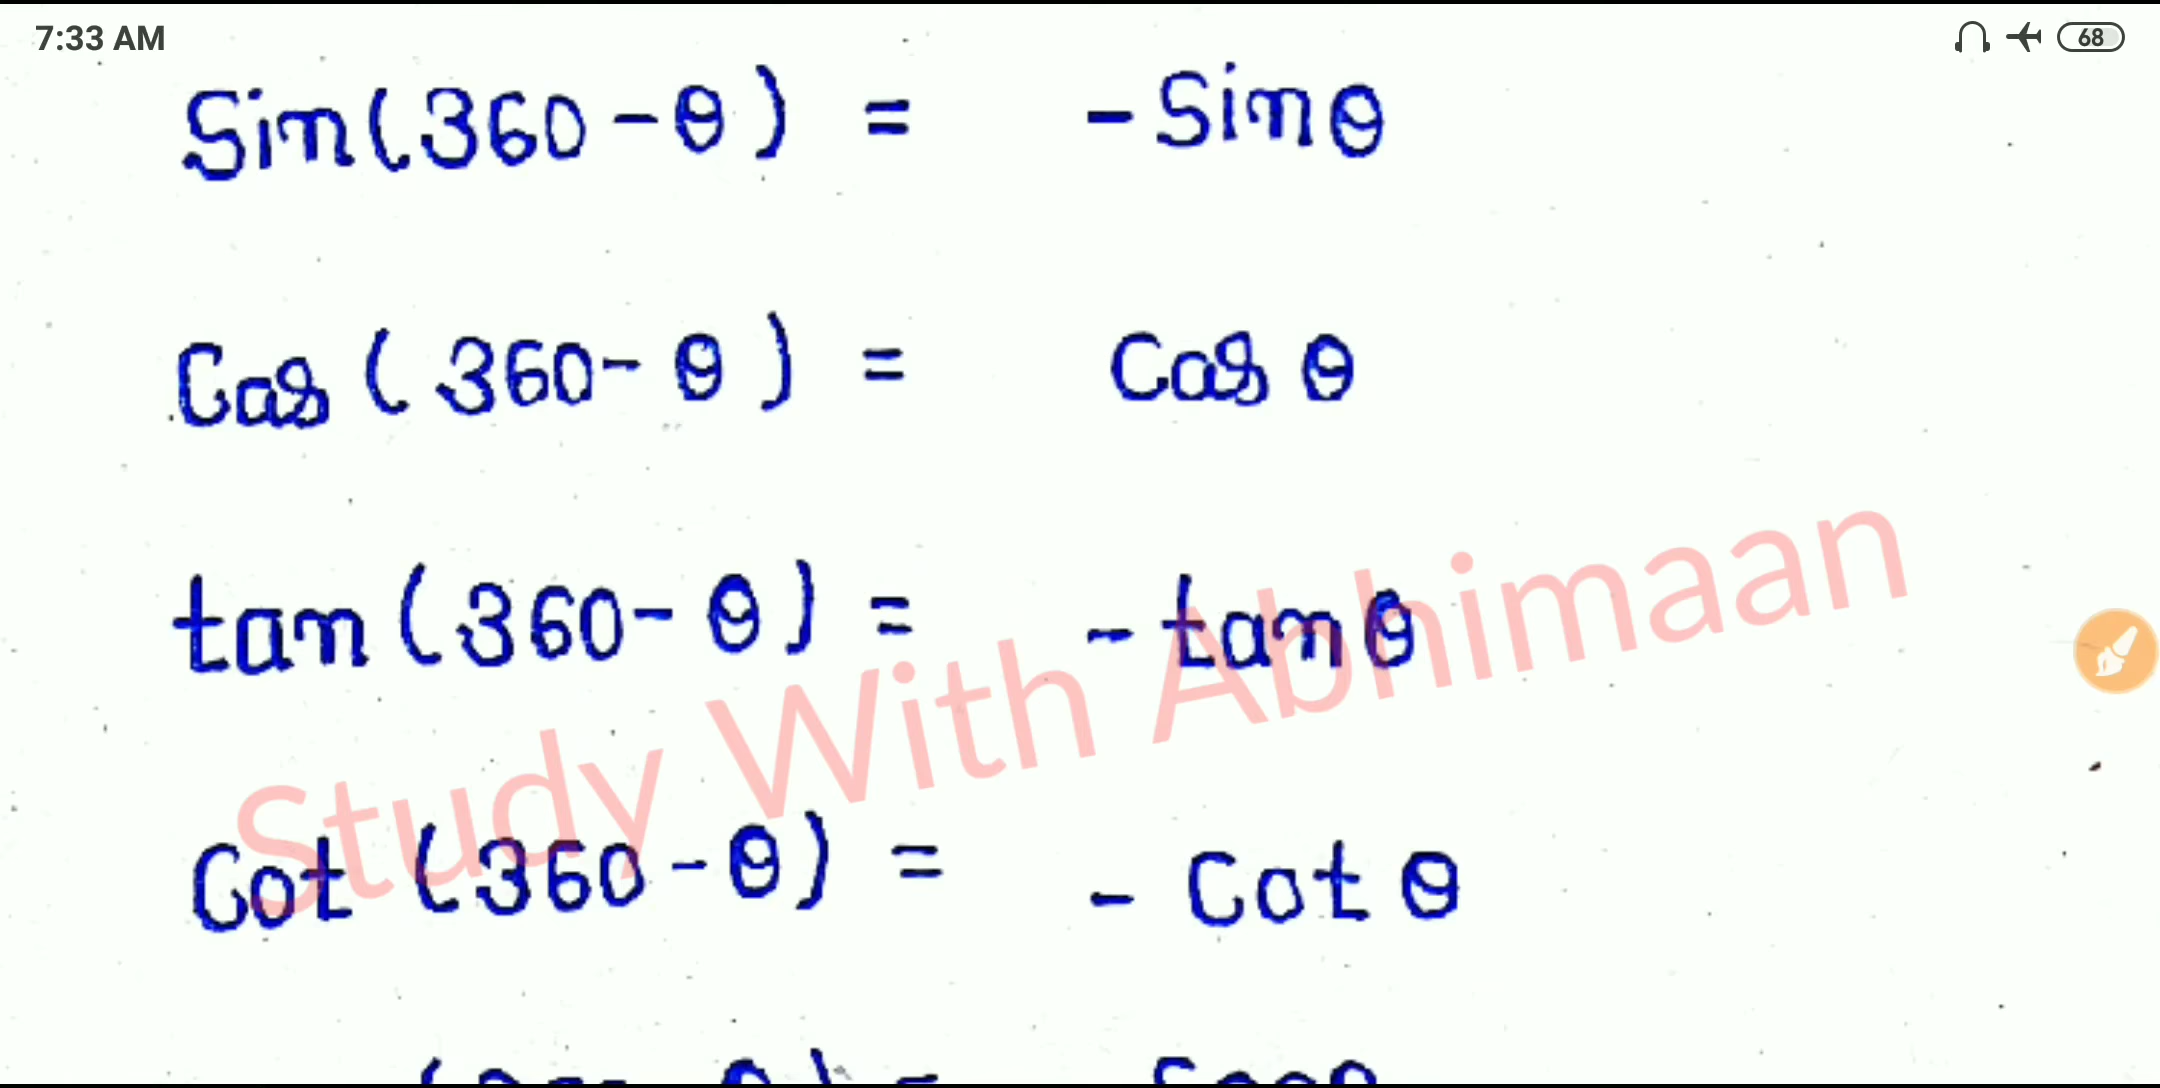 7:33 AM 68
Sin(360-θ) = -Sinθ
Cos (360-θ) = Cosθ
tan(360-θ) = -tanθ
Study With Abhimaan
Cot (360-θ) = -Cotθ